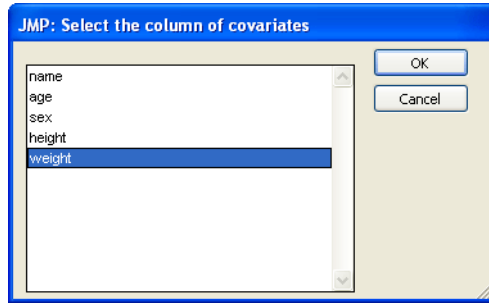 JMP: Select the column of covariates
name
age
sex
height
weight
OK
Cancel